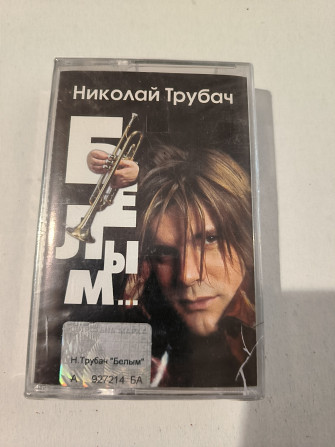 Николай Трубач
БЕЛЫМ...
Н.Трубач "Белым"
А 927214 БА